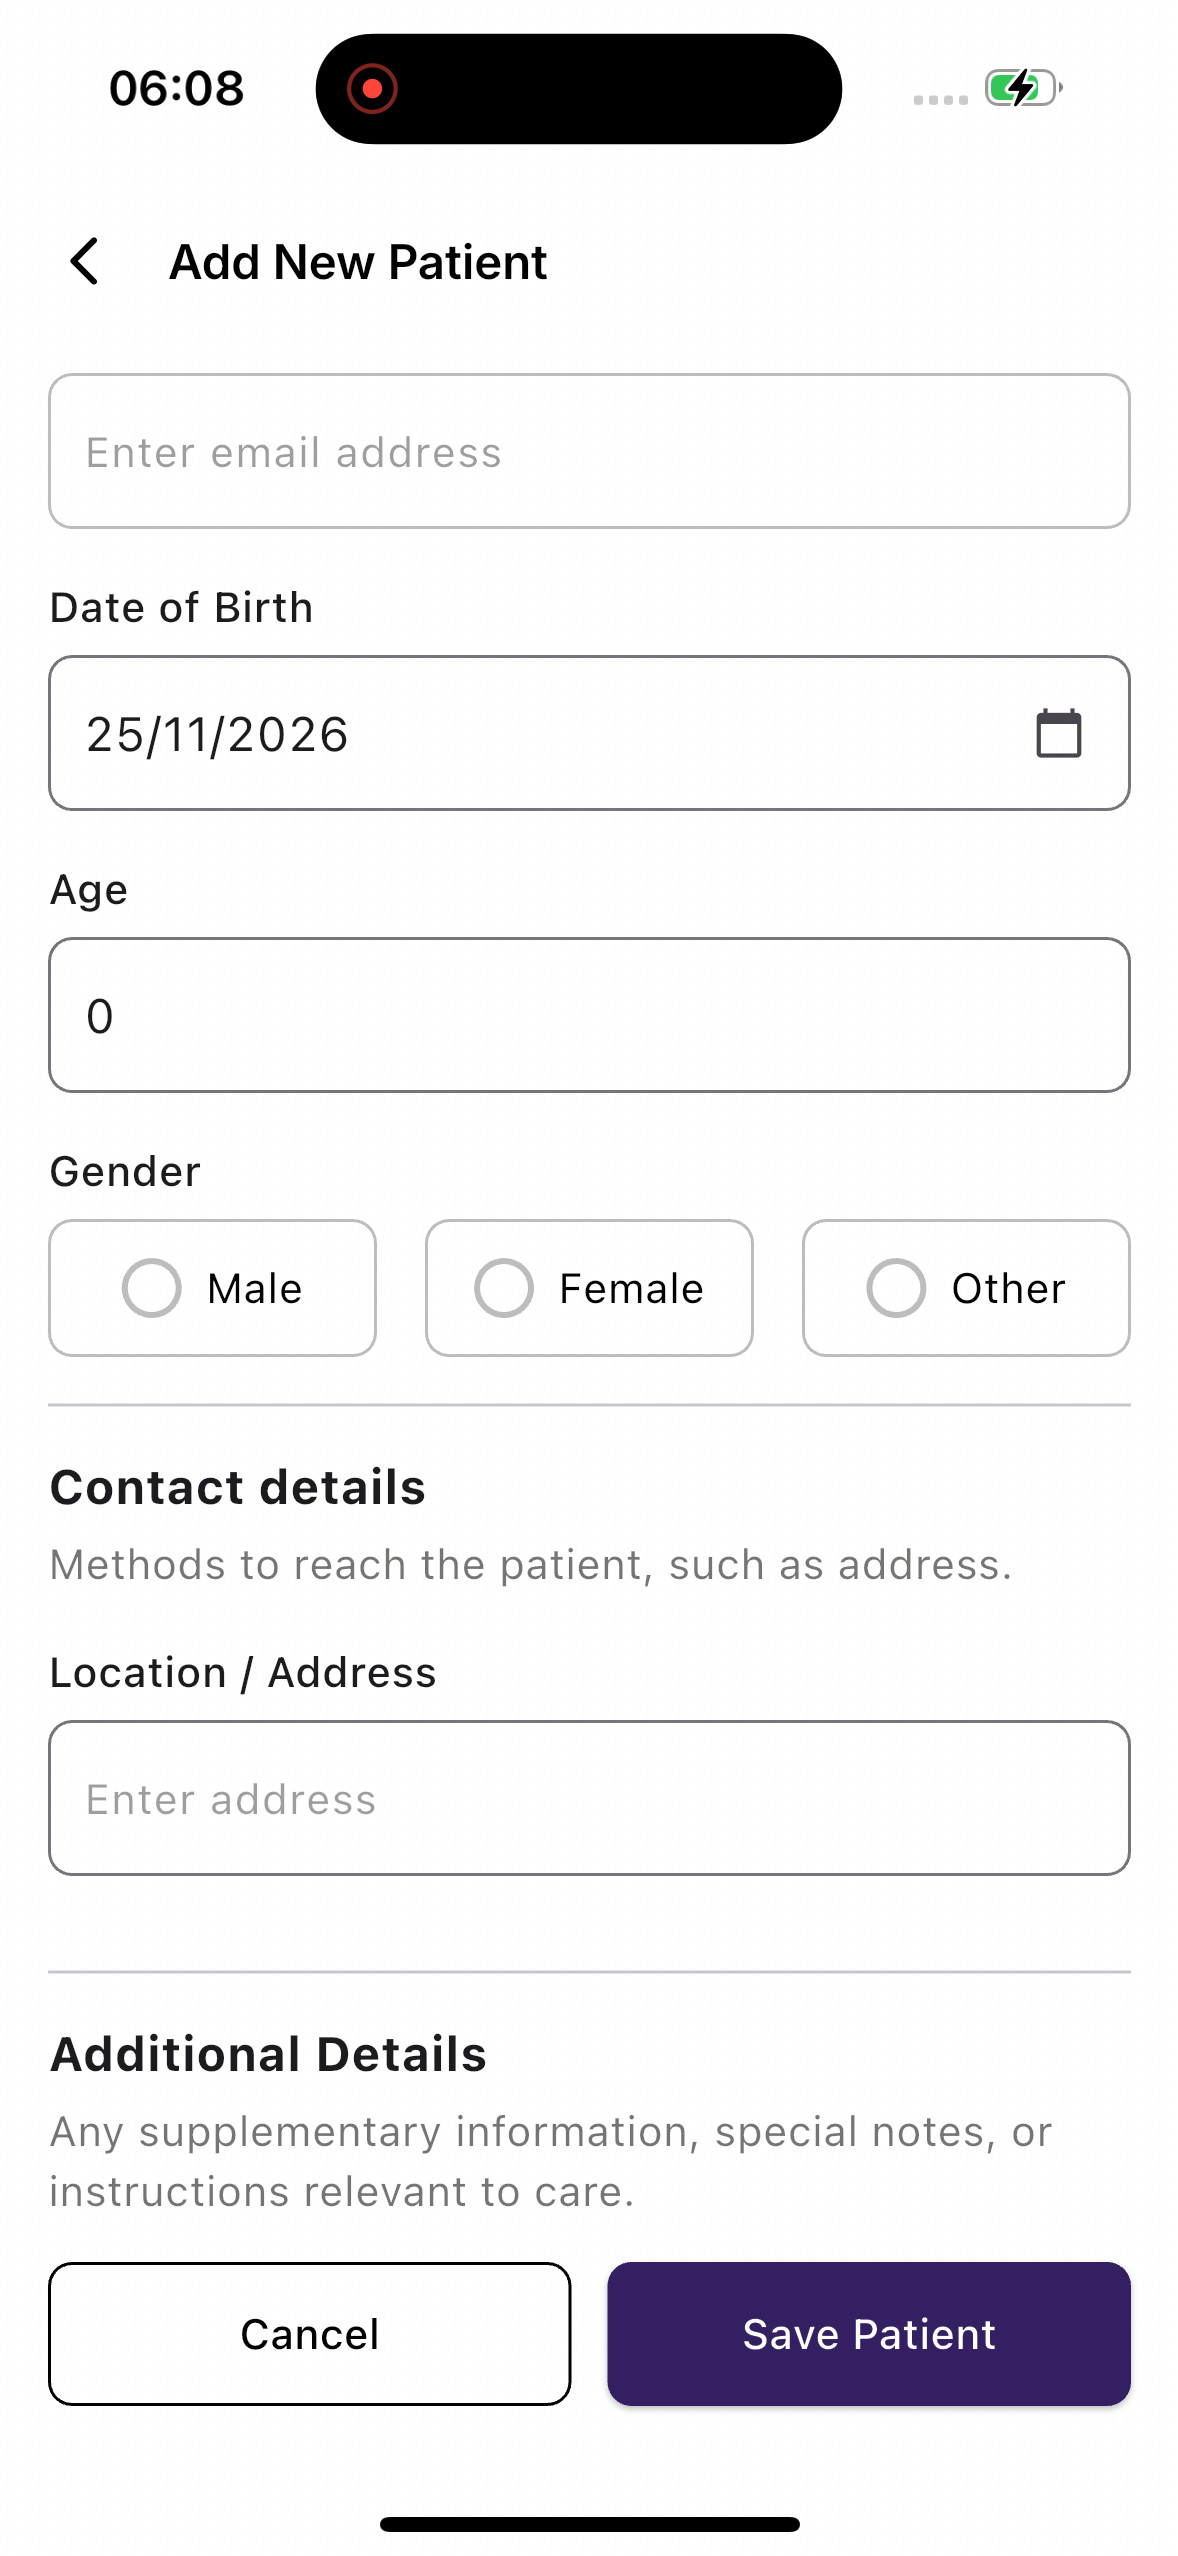 06:08
Add New Patient
Enter email address
Date of Birth
25/11/2026
Age
0
Gender
Male
Female
Other
Contact details
Methods to reach the patient, such as address.
Location / Address
Enter address
Additional Details
Any supplementary information, special notes, or
instructions relevant to care.
Cancel
Save Patient